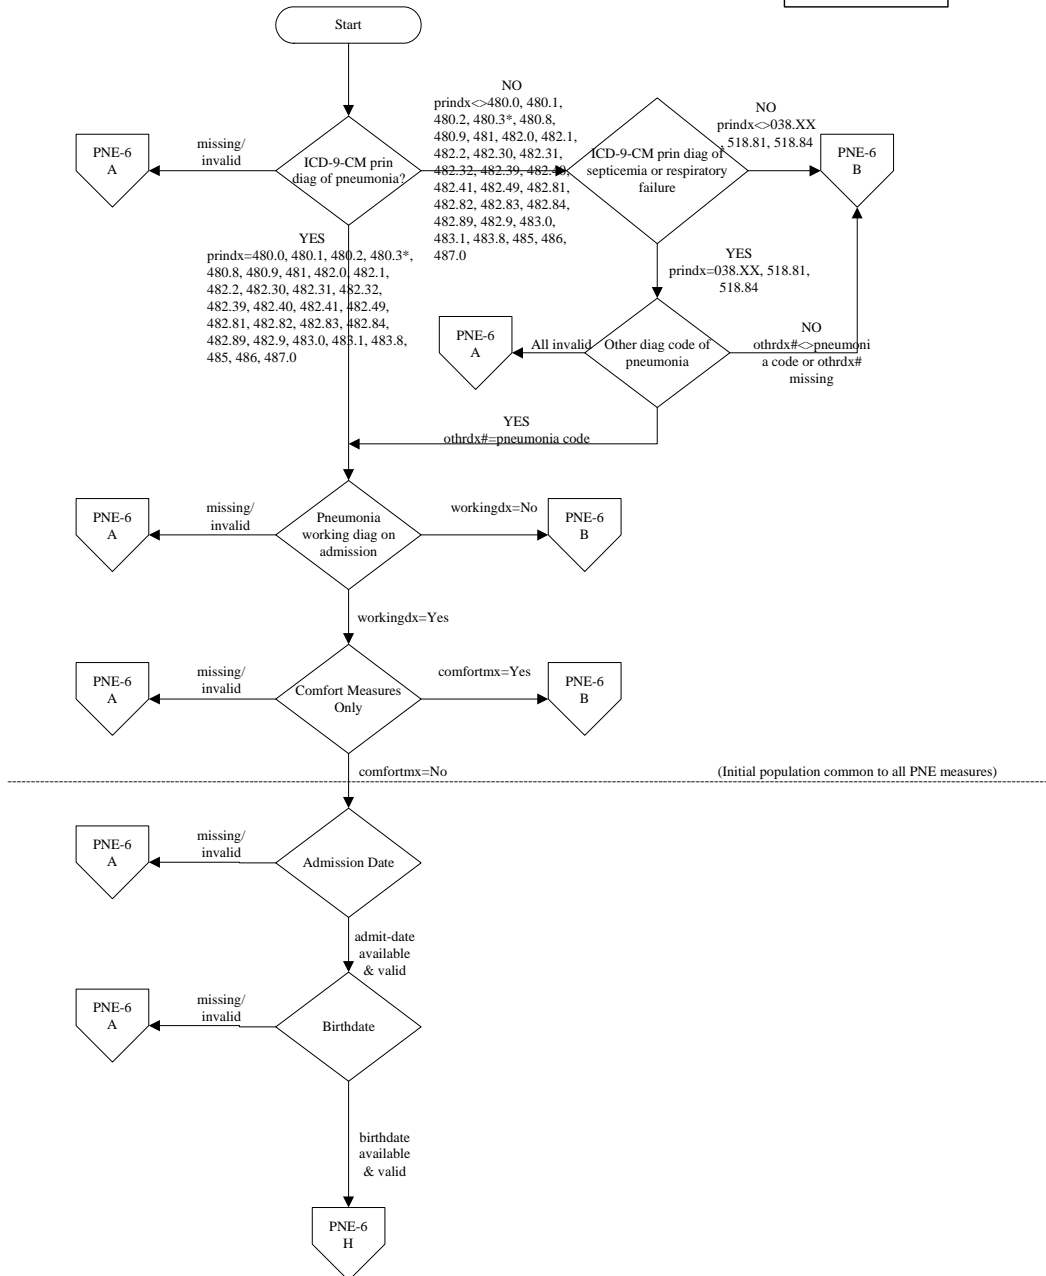 Start
missing/
invalid
PNE-6
A
ICD-9-CM prin
diag of pneumonia?
NO
prindx<>480.0, 480.1,
480.2, 480.3*, 480.8,
480.9, 481, 482.0, 482.1,
482.2, 482.30, 482.31,
482.32, 482.39, 482.40,
482.41, 482.49, 482.81,
482.82, 482.83, 482.84,
482.89, 482.9, 483.0,
483.1, 483.8, 485, 486,
487.0
ICD-9-CM prin diag of
septicemia or respiratory
failure
NO
prindx<>038.XX
, 518.81, 518.84
PNE-6
B
YES
prindx=480.0, 480.1, 480.2, 480.3*,
480.8, 480.9, 481, 482.0, 482.1,
482.2, 482.30, 482.31, 482.32,
482.39, 482.40, 482.41, 482.49,
482.81, 482.82, 482.83, 482.84,
482.89, 482.9, 483.0, 483.1, 483.8,
485, 486, 487.0
YES
prindx=038.XX, 518.81,
518.84
PNE-6
A
All invalid
Other diag code of
pneumonia
NO
othrdx#<>pneumoni
a code or othrdx#
missing
YES
othrdx#=pneumonia code
PNE-6
A
missing/
invalid
Pneumonia
working diag on
admission
workingdx=No
PNE-6
B
workingdx=Yes
PNE-6
A
missing/
invalid
Comfort Measures
Only
comfortmx=Yes
PNE-6
B
comfortmx=No
(Initial population common to all PNE measures)
PNE-6
A
missing/
invalid
Admission Date
admit-date
available
& valid
PNE-6
A
missing/
invalid
Birthdate
birthdate
available
& valid
PNE-6
H